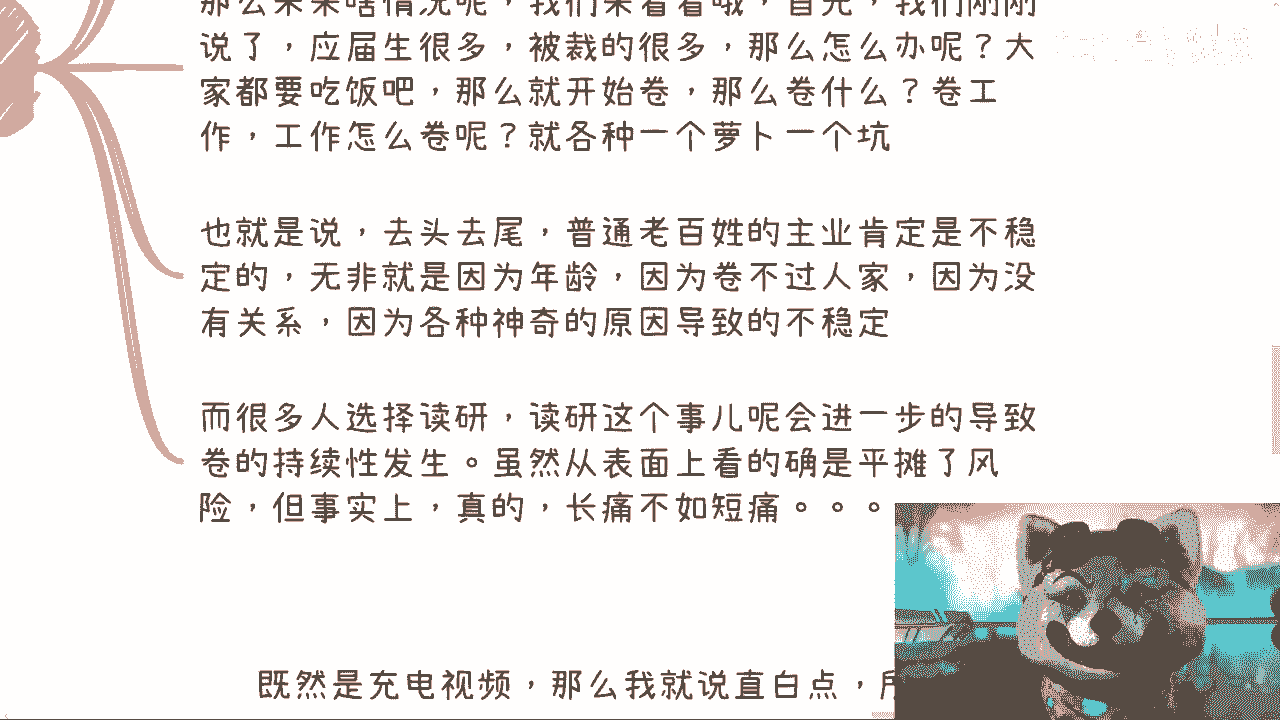 那么未来啥情况呢，我们来看看哦，首先，我们刚刚
说了，应届生很多，被裁的很多，那么怎么办呢？大
家都要吃饭吧，那么就开始卷，那么卷什么？卷工
作，工作怎么卷呢？就各种一个萝卜一个坑
也就是说，去头去尾，普通老百姓的主业肯定是不稳
定的，无非就是因为年龄，因为卷不过人家，因为没
有关系，因为各种神奇的原因导致的不稳定
而很多人选择读研，读研这个事儿呢会进一步的导致
卷的持续性发生。虽然从表面上看的确是平摊了风
险，但事实上，真的，长痛不如短痛。。。
既然是充电视频，那么我就说直白点，